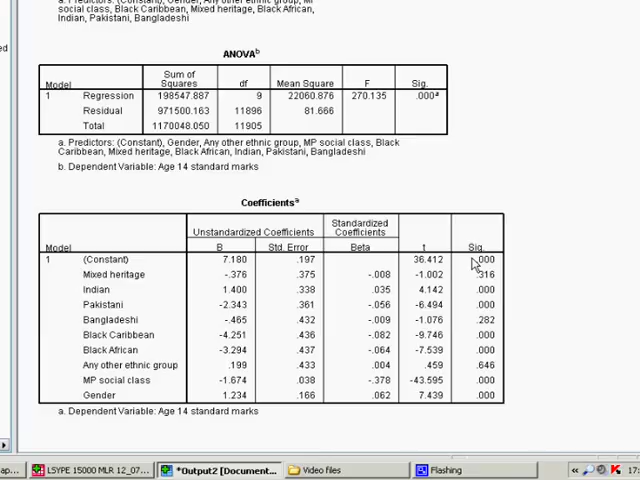 social class, Black Caribbean, Mixed heritage, Black African,
Indian, Pakistani, Bangladeshi
ANOVAb
Model Sum of Squares df Mean Square F Sig.
1 Regression 198547.887 9 22060.876 270.135 .000a
Residual 971500.163 11896 81.666
Total 1170048.050 11905
a. Predictors: (Constant), Gender, Any other ethnic group, MP social class, Black
Caribbean, Mixed heritage, Black African, Indian, Pakistani, Bangladeshi
b. Dependent Variable: Age 14 standard marks
Coefficientsa
Unstandardized Coefficients Standardized Coefficients
Model B Std. Error Beta t Sig.
1 (Constant) 7.180 .197 36.412 .000
Mixed heritage -.376 .375 -.008 -1.002 .316
Indian 1.400 .338 .035 4.142 .000
Pakistani -2.343 .361 -.056 -6.494 .000
Bangladeshi -.465 .432 -.009 -1.076 .282
Black Caribbean -4.251 .436 -.082 -9.746 .000
Black African -3.294 .437 -.064 -7.539 .000
Any other ethnic group .199 .433 .004 .459 .646
MP social class -1.674 .038 -.378 -43.595 .000
Gender 1.234 .166 .062 7.439 .000
a. Dependent Variable: Age 14 standard marks
ap... LSYPE 15000 MLR 12_07... *Output2 [Document... Video files Flashing « 17: